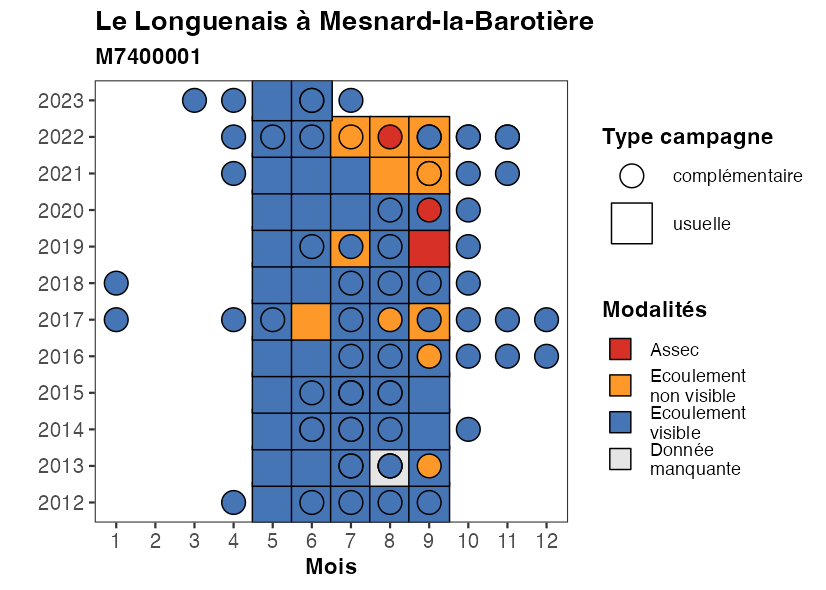 Le Longuenais à Mesnard-la-Barotière
M7400001
2023
2022
2021
2020
2019
2018
2017
2016
2015
2014
2013
2012
1 2 3 4 5 6 7 8 9 10 11 12
Mois
Type campagne
complémentaire
usuelle
Modalités
Assec
Ecoulement
non visible
Ecoulement
visible
Donnée
manquante